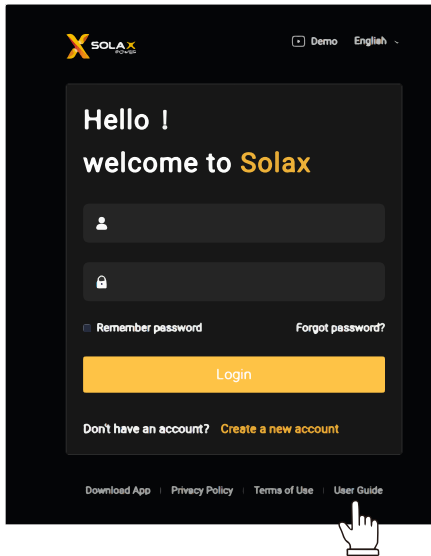 SOLAX POWER
Demo English
Hello !
welcome to Solax
Remember password Forgot password?
Login
Don't have an account? Create a new account
Download App | Privacy Policy | Terms of Use | User Guide